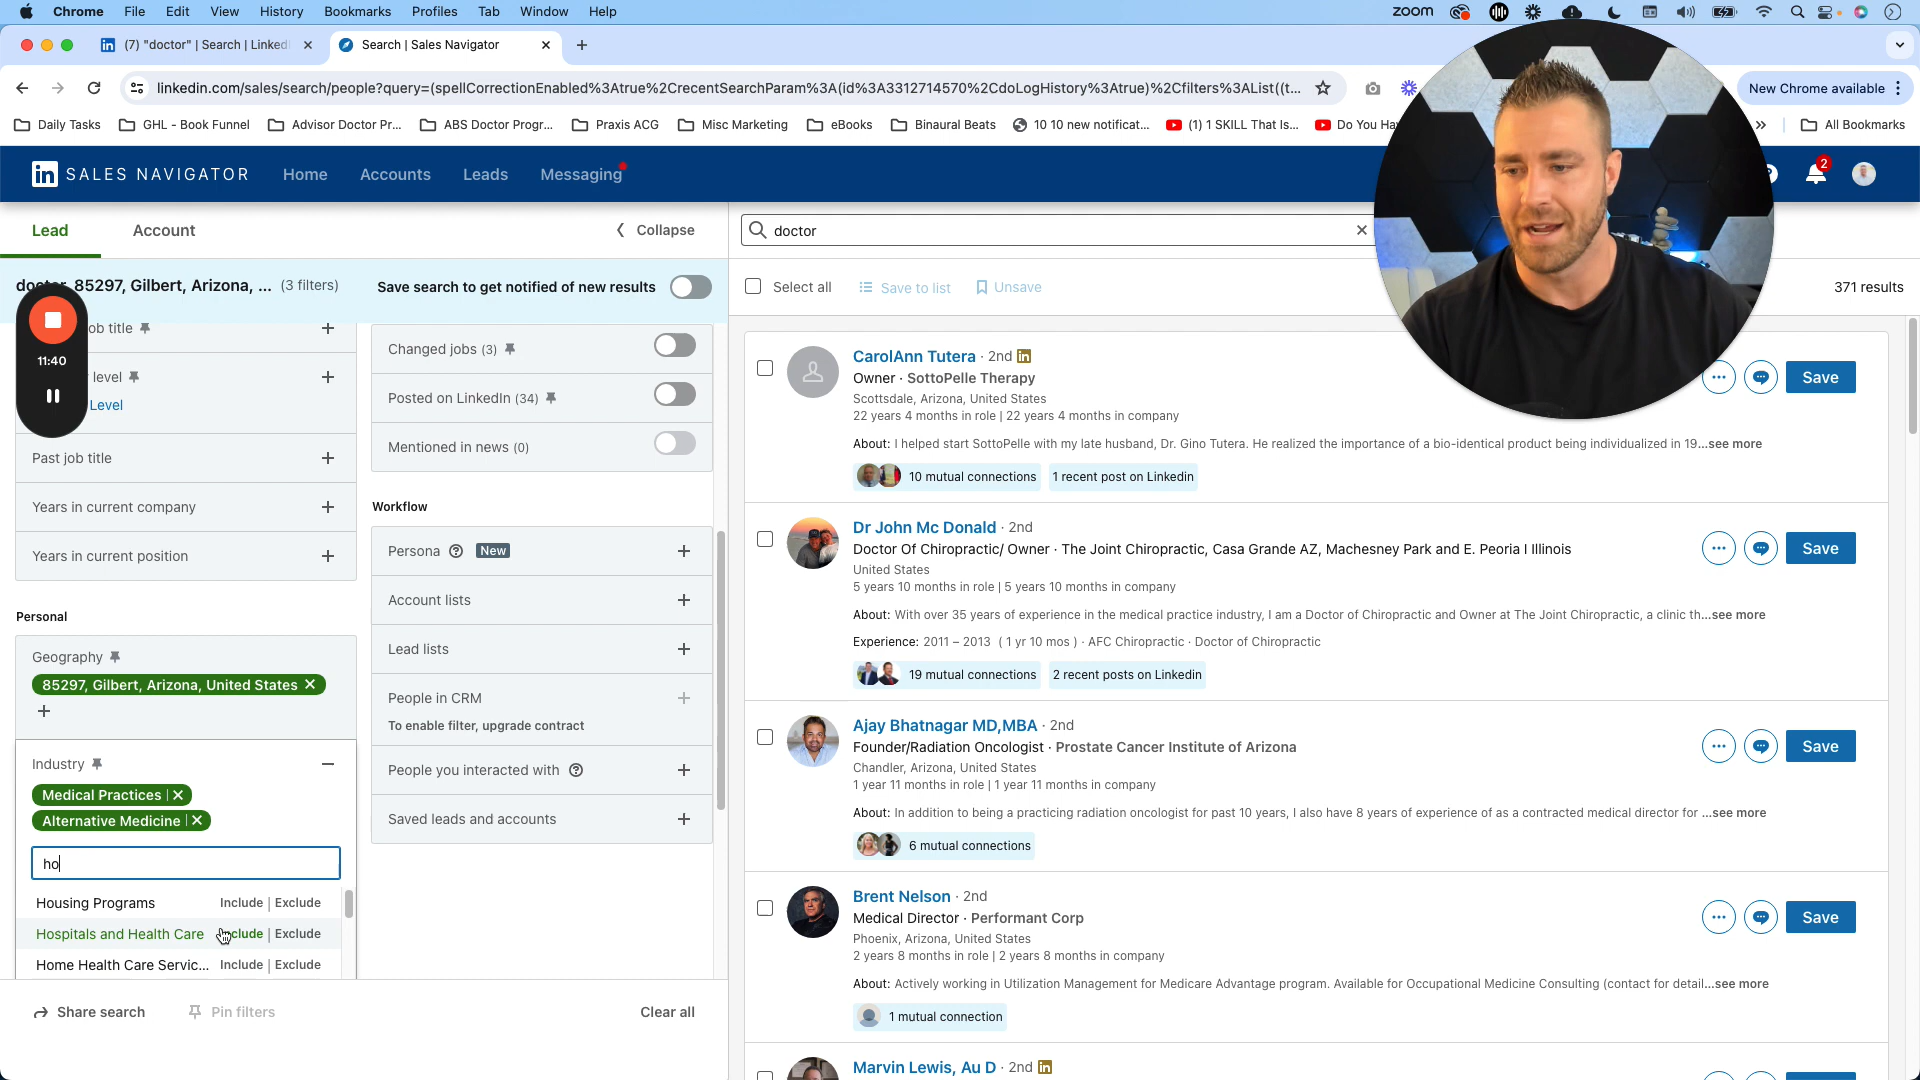 Chrome File Edit View History Bookmarks Profiles Tab Window Help
zoom
(7) "doctor" | Search | Linked
Search | Sales Navigator
linkedin.com/sales/search/people?query=(spellCorrectionEnabled%3Atrue%2CrecentSearchParam%3A(id%3A3312714570%2CdoLogHistory%3Atrue)%2Cfilters%3AList((t...
New Chrome available
Daily Tasks
GHL - Book Funnel
Advisor Doctor Pr...
ABS Doctor Progr...
Praxis ACG
Misc Marketing
eBooks
Binaural Beats
10 10 new notificat...
(1) 1 SKILL That Is...
Do You Ha
All Bookmarks
in SALES NAVIGATOR
Home
Accounts
Leads
Messaging
2
Lead
Account
Collapse
doctor, 85297, Gilbert, Arizona, ... (3 filters)
Save search to get notified of new results
11:40
ob title
level
Level
Past job title
Years in current company
Years in current position
Personal
Geography
85297, Gilbert, Arizona, United States
Industry
Medical Practices
Alternative Medicine
ho
Housing Programs Include | Exclude
Hospitals and Health Care clude | Exclude
Home Health Care Servic... Include | Exclude
Changed jobs (3)
Posted on LinkedIn (34)
Mentioned in news (0)
Workflow
Persona New
Account lists
Lead lists
People in CRM
To enable filter, upgrade contract
People you interacted with
Saved leads and accounts
Share search
Pin filters
Clear all
doctor
Select all
Save to list
Unsave
371 results
CarolAnn Tutera · 2nd
Owner · SottoPelle Therapy
Scottsdale, Arizona, United States
22 years 4 months in role | 22 years 4 months in company
About: I helped start SottoPelle with my late husband, Dr. Gino Tutera. He realized the importance of a bio-identical product being individualized in 19...see more
10 mutual connections
1 recent post on Linkedin
Save
Dr John Mc Donald · 2nd
Doctor Of Chiropractic/ Owner · The Joint Chiropractic, Casa Grande AZ, Machesney Park and E. Peoria I Illinois
United States
5 years 10 months in role | 5 years 10 months in company
About: With over 35 years of experience in the medical practice industry, I am a Doctor of Chiropractic and Owner at The Joint Chiropractic, a clinic th...see more
Experience: 2011 – 2013 ( 1 yr 10 mos ) · AFC Chiropractic · Doctor of Chiropractic
19 mutual connections
2 recent posts on Linkedin
Save
Ajay Bhatnagar MD,MBA · 2nd
Founder/Radiation Oncologist · Prostate Cancer Institute of Arizona
Chandler, Arizona, United States
1 year 11 months in role | 1 year 11 months in company
About: In addition to being a practicing radiation oncologist for past 10 years, I also have 8 years of experience of as a contracted medical director for ...see more
6 mutual connections
Save
Brent Nelson · 2nd
Medical Director · Performant Corp
Phoenix, Arizona, United States
2 years 8 months in role | 2 years 8 months in company
About: Actively working in Utilization Management for Medicare Advantage program. Available for Occupational Medicine Consulting (contact for detail...see more
1 mutual connection
Save
Marvin Lewis, Au D · 2nd